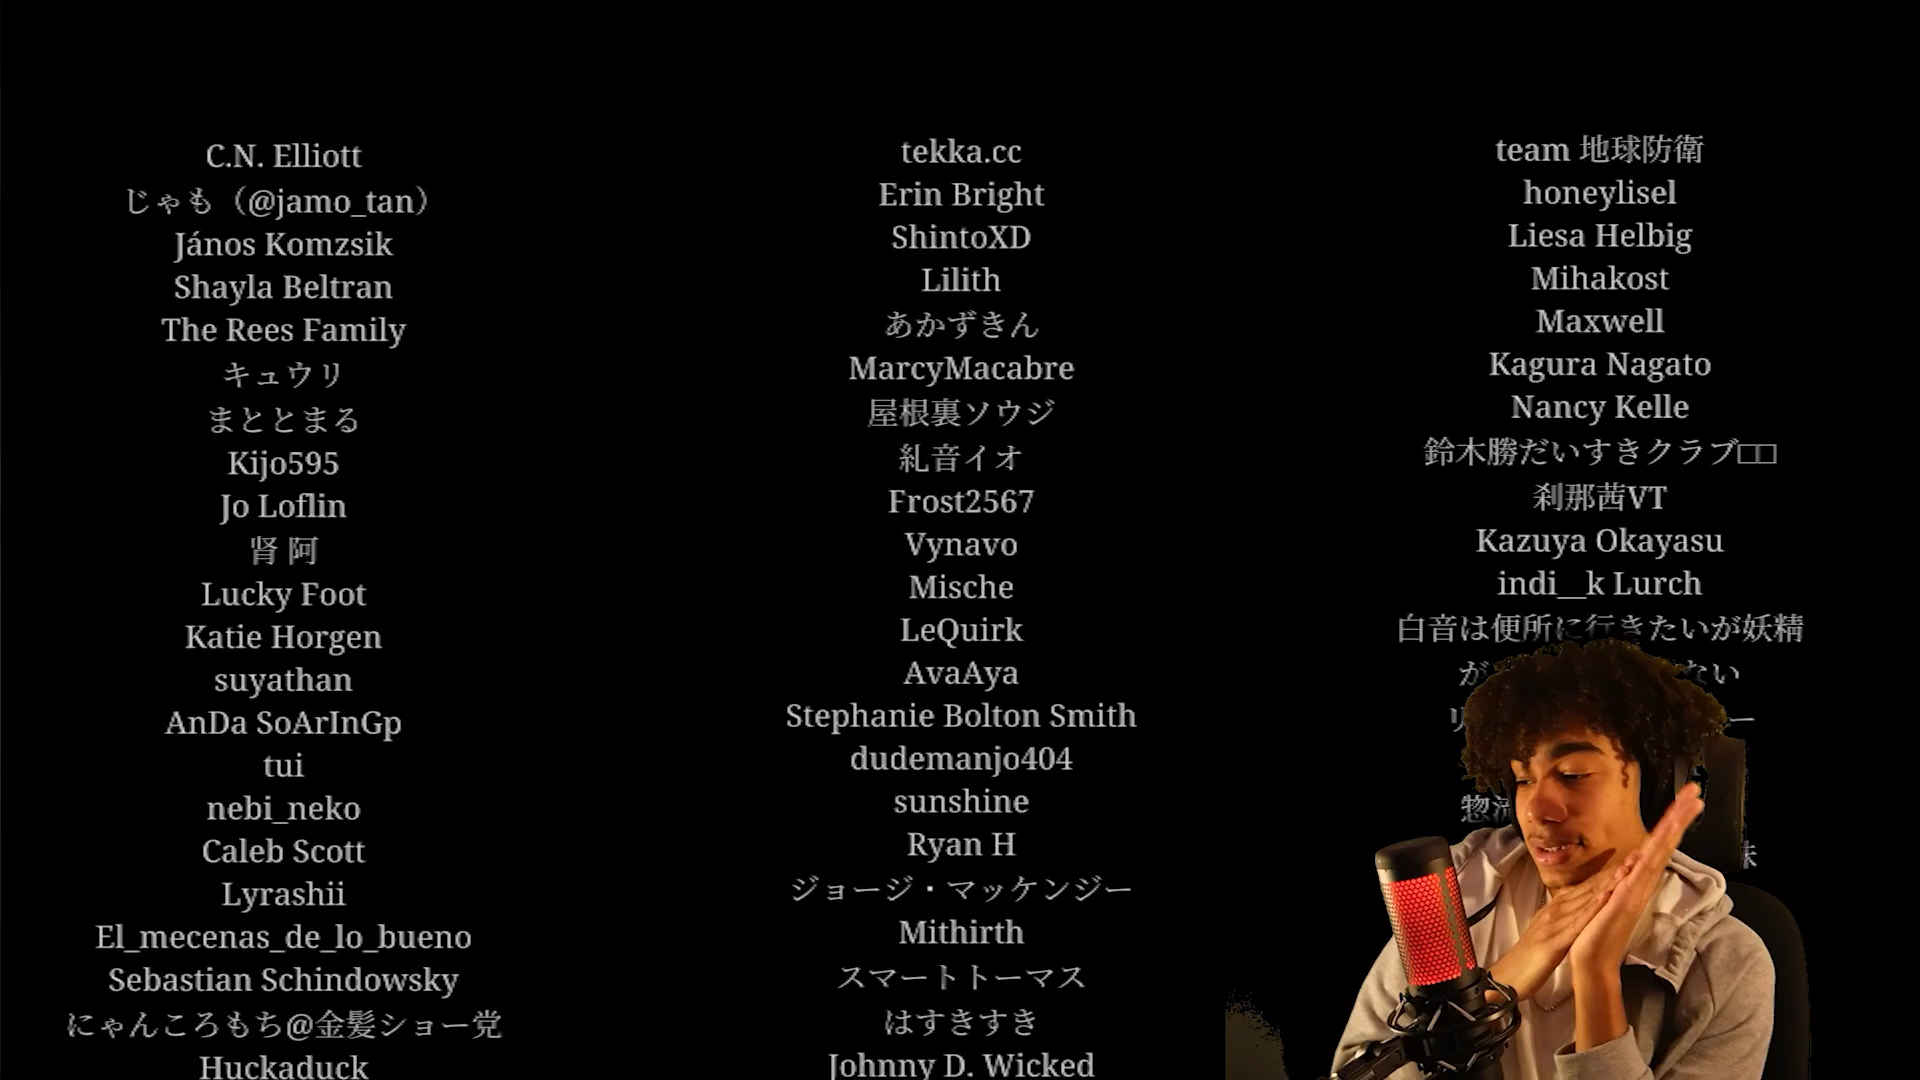 C.N. Elliott
じゃも（@jamo_tan）
János Komzsik
Shayla Beltran
The Rees Family
キュウリ
まととまる
Kijo595
Jo Loflin
腎 阿
Lucky Foot
Katie Horgen
suyathan
AnDa SoArInGp
tui
nebi_neko
Caleb Scott
Lyrashii
El_mecenas_de_lo_bueno
Sebastian Schindowsky
にゃんころもち@金髪ショー党
Huckaduck
tekka.cc
Erin Bright
ShintoXD
Lilith
あかずきん
MarcyMacabre
屋根裏ソウジ
糺音イオ
Frost2567
Vynavo
Mische
LeQuirk
AvaAya
Stephanie Bolton Smith
dudemanjo404
sunshine
Ryan H
ジョージ・マッケンジー
Mithirth
スマートトーマス
はすきすき
Johnny D. Wicked
team 地球防衛
honeylisel
Liesa Helbig
Mihakost
Maxwell
Kagura Nagato
Nancy Kelle
鈴木勝だいすきクラブ□□
刹那茜VT
Kazuya Okayasu
indi__k Lurch
白音は便所に行きたいが妖精